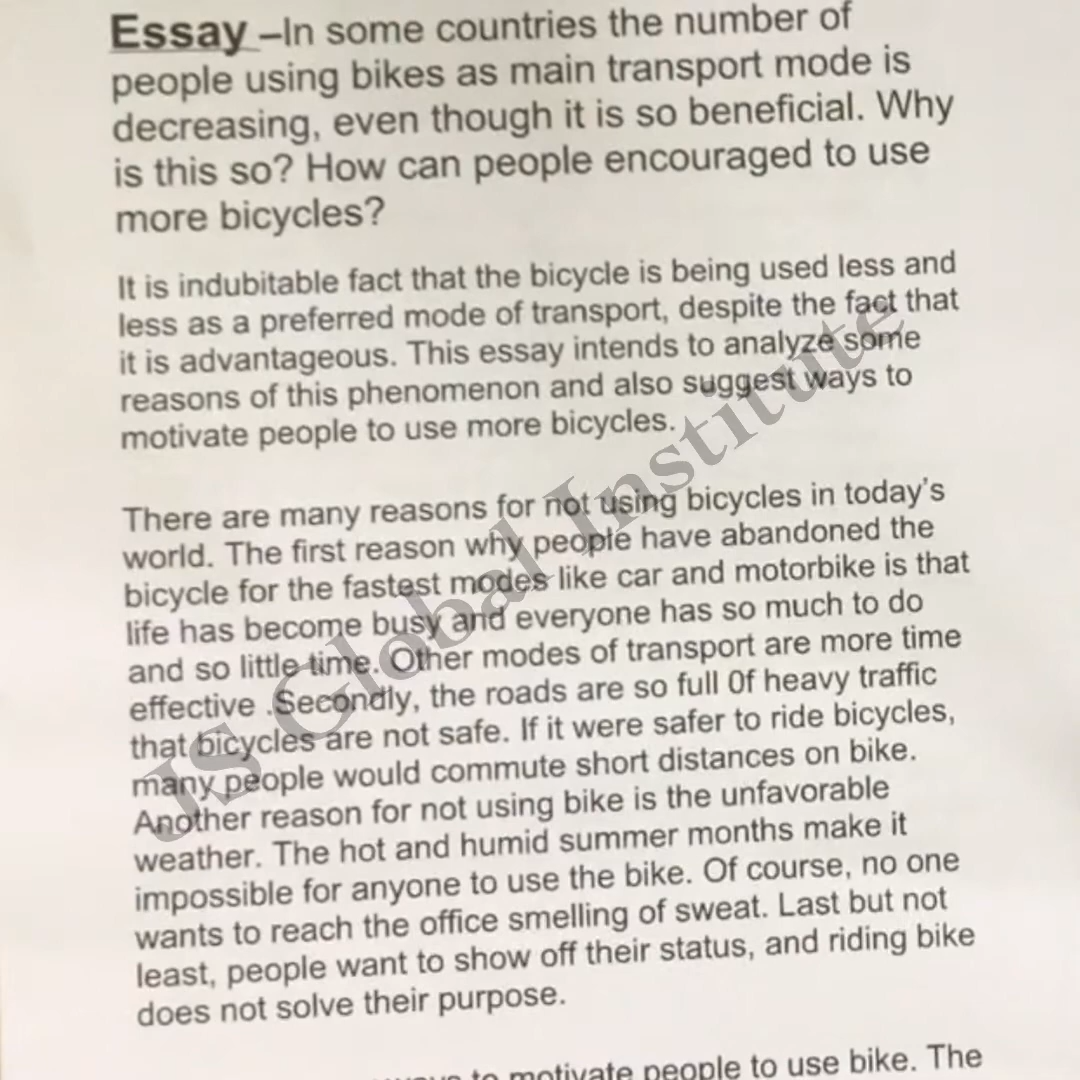 Essay –In some countries the number of
people using bikes as main transport mode is
decreasing, even though it is so beneficial. Why
is this so? How can people encouraged to use
more bicycles?
It is indubitable fact that the bicycle is being used less and
less as a preferred mode of transport, despite the fact that
it is advantageous. This essay intends to analyze some
reasons of this phenomenon and also suggest ways to
motivate people to use more bicycles.
There are many reasons for not using bicycles in today's
world. The first reason why people have abandoned the
bicycle for the fastest modes like car and motorbike is that
life has become busy and everyone has so much to do
and so little time. Other modes of transport are more time
effective .Secondly, the roads are so full 0f heavy traffic
that bicycles are not safe. If it were safer to ride bicycles,
many people would commute short distances on bike.
Another reason for not using bike is the unfavorable
weather. The hot and humid summer months make it
impossible for anyone to use the bike. Of course, no one
wants to reach the office smelling of sweat. Last but not
least, people want to show off their status, and riding bike
does not solve their purpose.
to motivate people to use bike. The
JS Global Institute